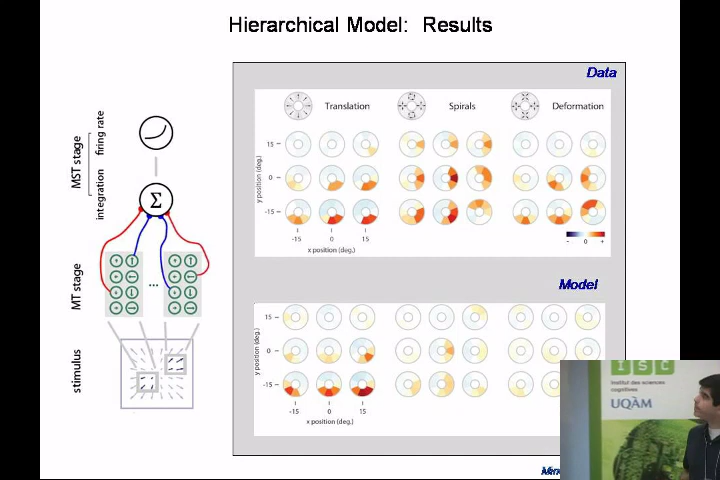 Hierarchical Model: Results
Data
Translation
Spirals
Deformation
15
0
-15
y position (deg.)
-15 0 15
x position (deg.)
- 0 +
Model
15
0
-15
y position (deg.)
-15 0 15
x position (deg.)
MST stage
firing rate
integration
Σ
MT stage
...
stimulus
ISC
Institut des sciences
cognitives
UQÀM